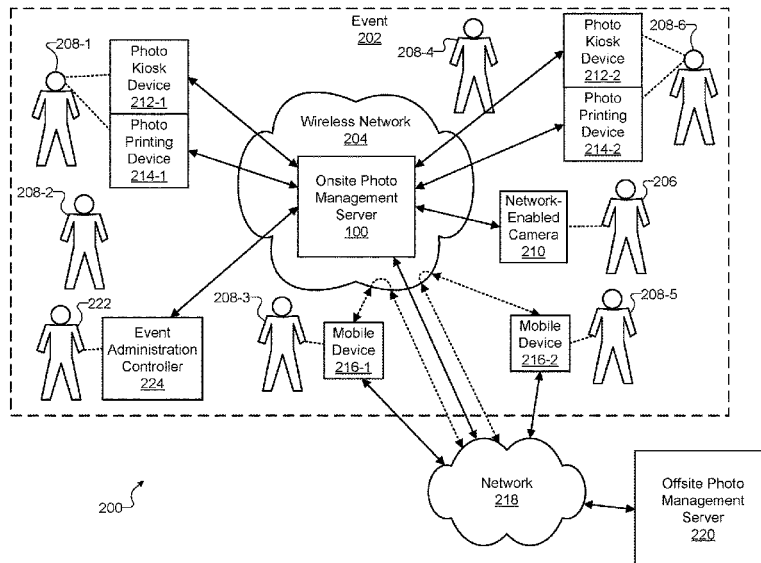 Event
202
208-1
Photo
Kiosk
Device
212-1
Photo
Printing
Device
214-1
208-4
208-6
Photo
Kiosk
Device
212-2
Photo
Printing
Device
214-2
Wireless Network
204
Onsite Photo
Management
Server
100
208-2
Network-
Enabled
Camera
210
206
222
Event
Administration
Controller
224
208-3
Mobile
Device
216-1
Mobile
Device
216-2
208-5
200
Network
218
Offsite Photo
Management
Server
220